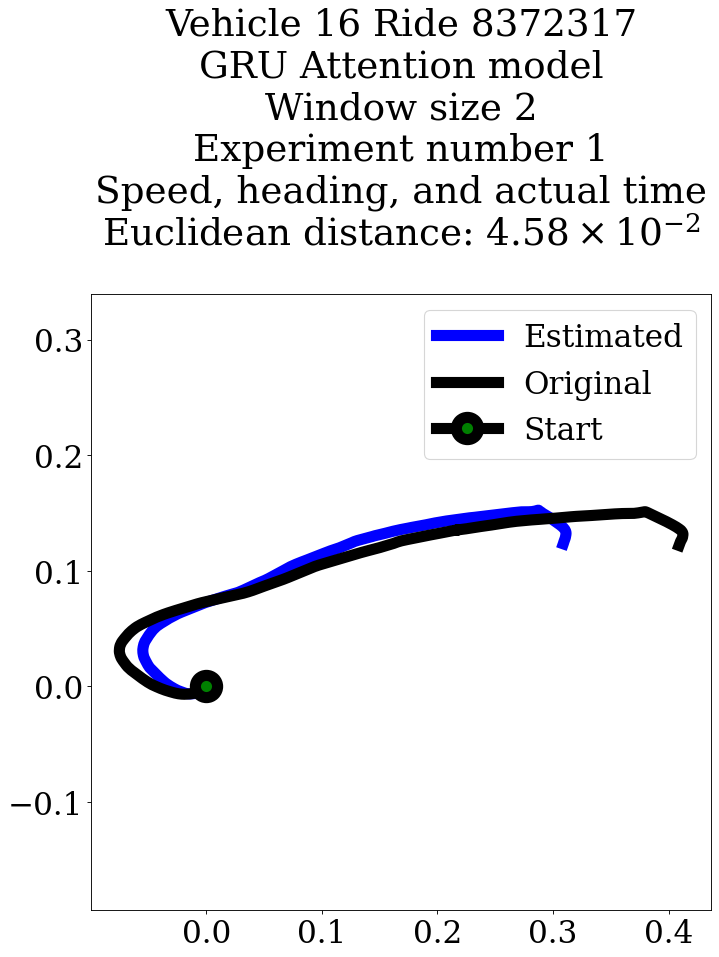 Vehicle 16 Ride 8372317
GRU Attention model
Window size 2
Experiment number 1
Speed, heading, and actual time
Euclidean distance: 4.58 × 10⁻²
Estimated
Original
Start
0.3
0.2
0.1
0.0
−0.1
0.0 0.1 0.2 0.3 0.4